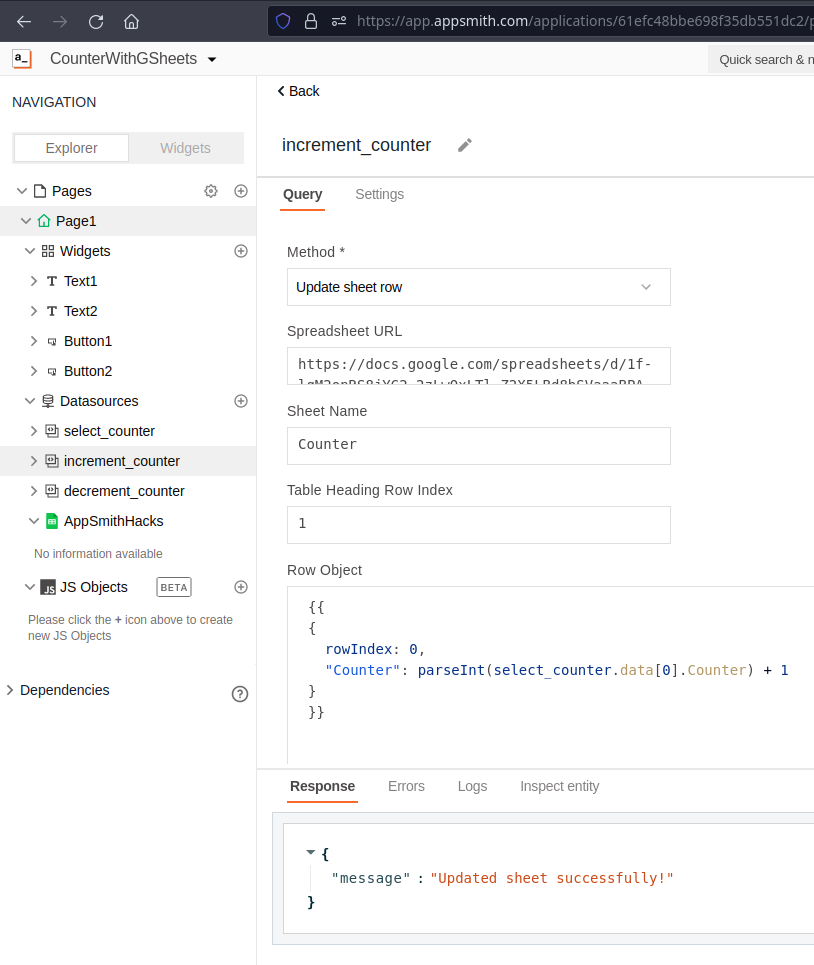 https://app.appsmith.com/applications/61efc48bbe698f35db551dc2/p
a_
CounterWithGSheets
Quick search & n
NAVIGATION
Explorer
Widgets
Pages
Page1
Widgets
Text1
Text2
Button1
Button2
Datasources
select_counter
increment_counter
decrement_counter
AppSmithHacks
No information available
JS Objects
BETA
Please click the + icon above to create
new JS Objects
Dependencies
Back
increment_counter
Query
Settings
Method *
Update sheet row
Spreadsheet URL
https://docs.google.com/spreadsheets/d/1f-
Sheet Name
Counter
Table Heading Row Index
1
Row Object
{{
{
rowIndex: 0,
"Counter": parseInt(select_counter.data[0].Counter) + 1
}
}}
Response
Errors
Logs
Inspect entity
{
"message" : "Updated sheet successfully!"
}